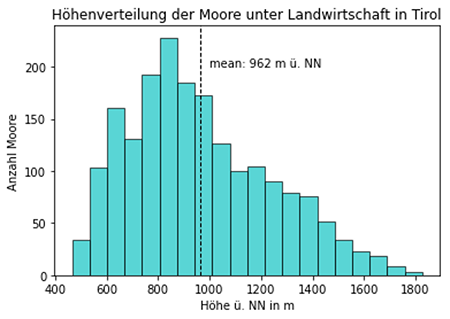 Höhenverteilung der Moore unter Landwirtschaft in Tirol
mean: 962 m ü. NN
Anzahl Moore
200
150
100
50
0
400 600 800 1000 1200 1400 1600 1800
Höhe ü. NN in m